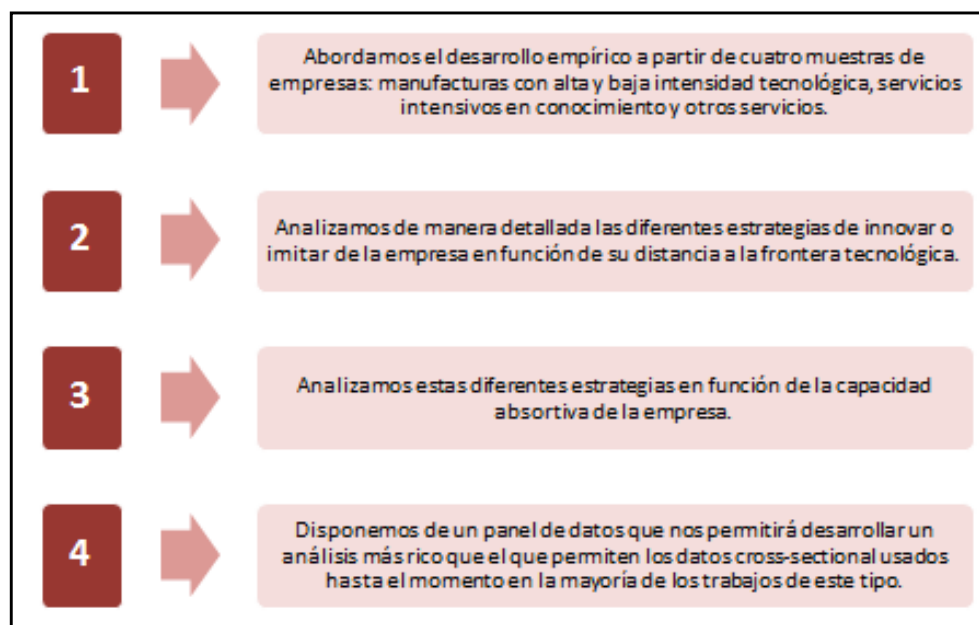 1
Abordamos el desarrollo empírico a partir de cuatro muestras de
empresas: manufacturas con alta y baja intensidad tecnológica, servicios
intensivos en conocimiento y otros servicios.
2
Analizamos de manera detallada las diferentes estrategias de innovar o
imitar de la empresa en función de su distancia a la frontera tecnológica.
3
Analizamos estas diferentes estrategias en función de la capacidad
absortiva de la empresa.
4
Disponemos de un panel de datos que nos permitirá desarrollar un
análisis más rico que el que permiten los datos cross-sectional usados
hasta el momento en la mayoría de los trabajos de este tipo.